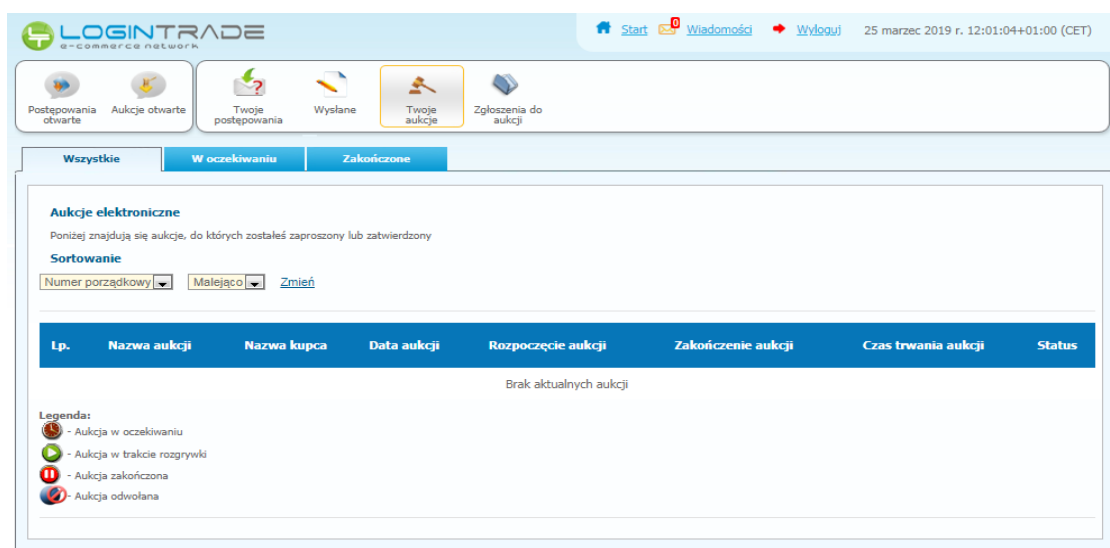 LOGINTRADE
e-commerce network
Start 0 Wiadomości Wyloguj 25 marzec 2019 r. 12:01:04+01:00 (CET)
Postępowania otwarte
Aukcje otwarte
Twoje postępowania
Wysłane
Twoje aukcje
Zgłoszenia do aukcji
Wszystkie W oczekiwaniu Zakończone
Aukcje elektroniczne
Poniżej znajdują się aukcje, do których zostałeś zaproszony lub zatwierdzony
Sortowanie
Numer porządkowy Malejąco Zmień
Lp. Nazwa aukcji Nazwa kupca Data aukcji Rozpoczęcie aukcji Zakończenie aukcji Czas trwania aukcji Status
Brak aktualnych aukcji
Legenda:
- Aukcja w oczekiwaniu
- Aukcja w trakcie rozgrywki
- Aukcja zakończona
- Aukcja odwołana